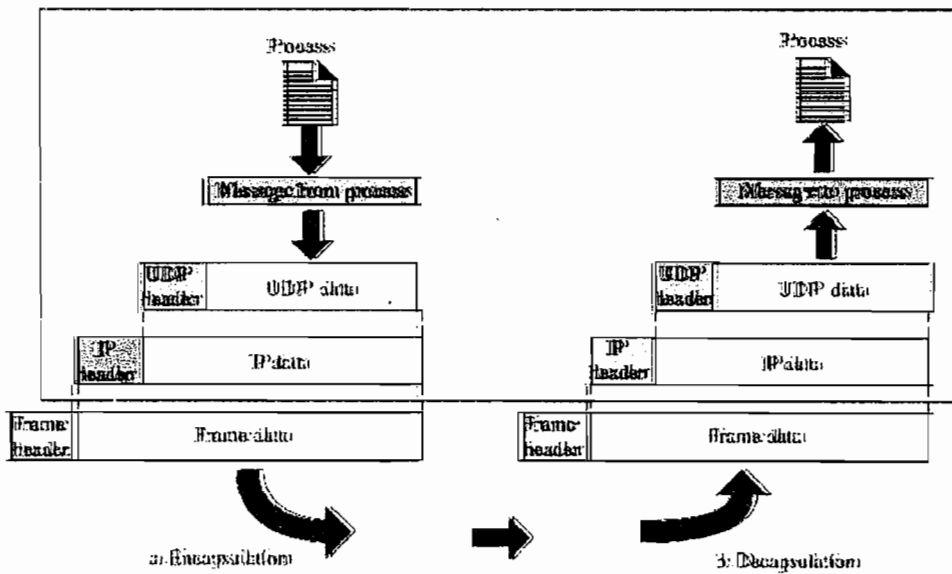 Process
Message from process
UDP
header
UDP data
IP
header
IP data
Frame
header
Frame data
a. Encapsulation
Process
Message to process
UDP
header
UDP data
IP
header
IP data
Frame
header
Frame data
b. Decapsulation